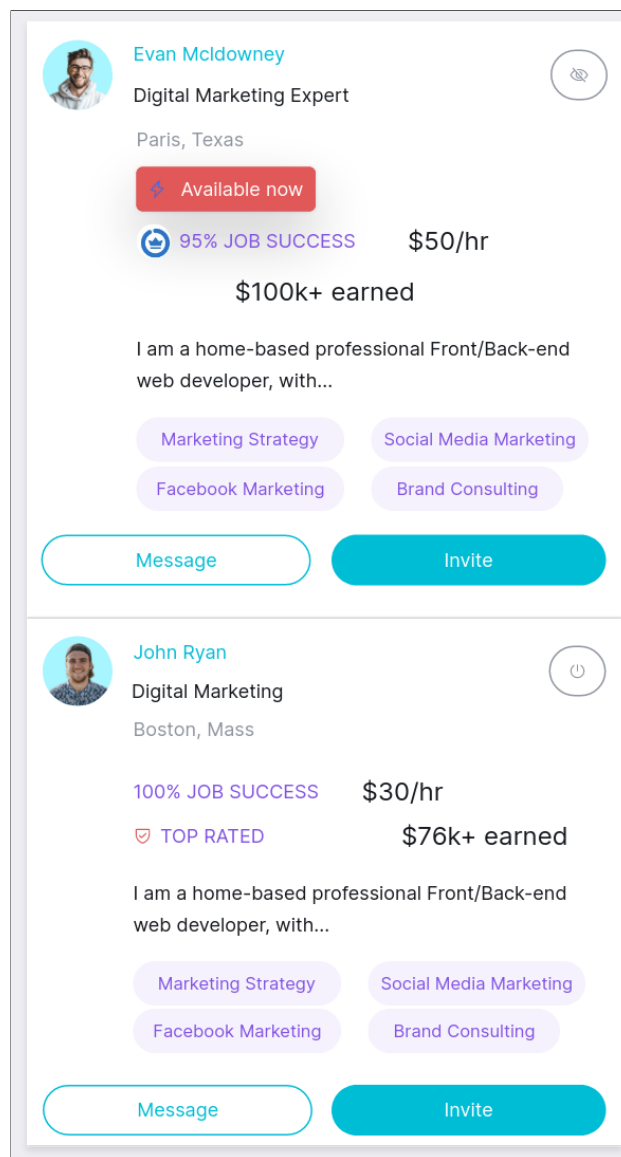 Evan McIdowney
Digital Marketing Expert
Paris, Texas
Available now
95% JOB SUCCESS $50/hr
$100k+ earned
I am a home-based professional Front/Back-end
web developer, with...
Marketing Strategy Social Media Marketing
Facebook Marketing Brand Consulting
Message Invite
John Ryan
Digital Marketing
Boston, Mass
100% JOB SUCCESS $30/hr
TOP RATED $76k+ earned
I am a home-based professional Front/Back-end
web developer, with...
Marketing Strategy Social Media Marketing
Facebook Marketing Brand Consulting
Message Invite